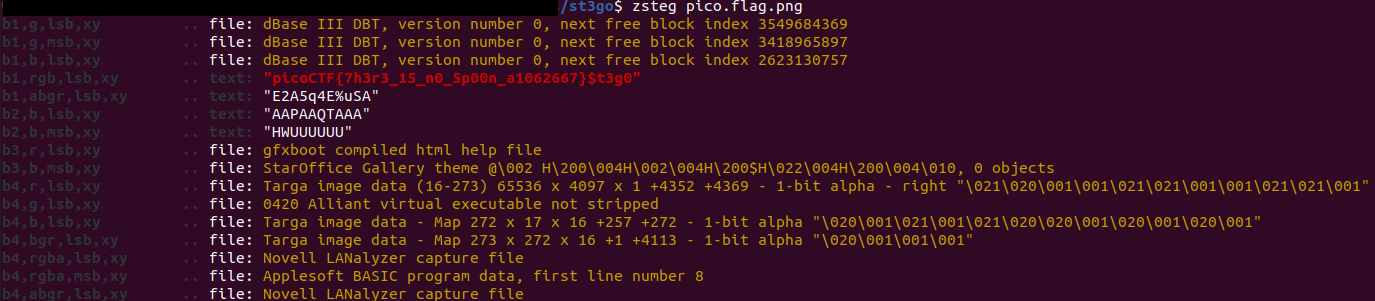 /st3go$ zsteg pico.flag.png
b1,g,lsb,xy .. file: dBase III DBT, version number 0, next free block index 3549684369
b1,g,msb,xy .. file: dBase III DBT, version number 0, next free block index 3418965897
b1,b,lsb,xy .. file: dBase III DBT, version number 0, next free block index 2623130757
b1,rgb,lsb,xy .. text: "picoCTF{7h3r3_15_n0_5p00n_a1062667}$t3g0"
b1,abgr,lsb,xy .. text: "E2A5q4E%uSA"
b2,b,lsb,xy .. text: "AAPAAQTAAA"
b2,b,msb,xy .. text: "HWUUUUUU"
b3,r,lsb,xy .. file: gfxboot compiled html help file
b3,b,msb,xy .. file: StarOffice Gallery theme @\002 H\200\004H\002\004H\200$H\022\004H\200\004\010, 0 objects
b4,r,lsb,xy .. file: Targa image data (16-273) 65536 x 4097 x 1 +4352 +4369 - 1-bit alpha - right "\021\020\001\001\021\021\001\001\021\021\001"
b4,g,lsb,xy .. file: 0420 Alliant virtual executable not stripped
b4,b,lsb,xy .. file: Targa image data - Map 272 x 17 x 16 +257 +272 - 1-bit alpha "\020\001\021\001\021\020\020\001\020\001\020\001"
b4,bgr,lsb,xy .. file: Targa image data - Map 273 x 272 x 16 +1 +4113 - 1-bit alpha "\020\001\001\001"
b4,rgba,lsb,xy .. file: Novell LANalyzer capture file
b4,rgba,msb,xy .. file: Applesoft BASIC program data, first line number 8
b4,abgr,lsb,xy .. file: Novell LANalyzer capture file